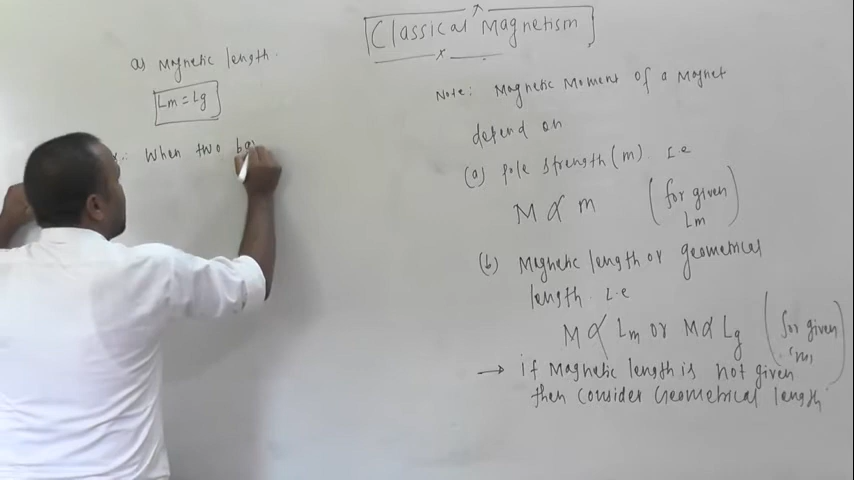 Classical Magnetism
x
Note: Magnetic Moment of a Magnet
depend on
(a) pole strength (m). i.e
M ∝ m (for given Lm)
(b) Magnetic length or geometrical
length. i.e
M ∝ Lm or M ∝ Lg (for given 'm')
→ if Magnetic length is not given
then consider Geometrical length
as Magnetic length.
Lm = Lg
When two bar